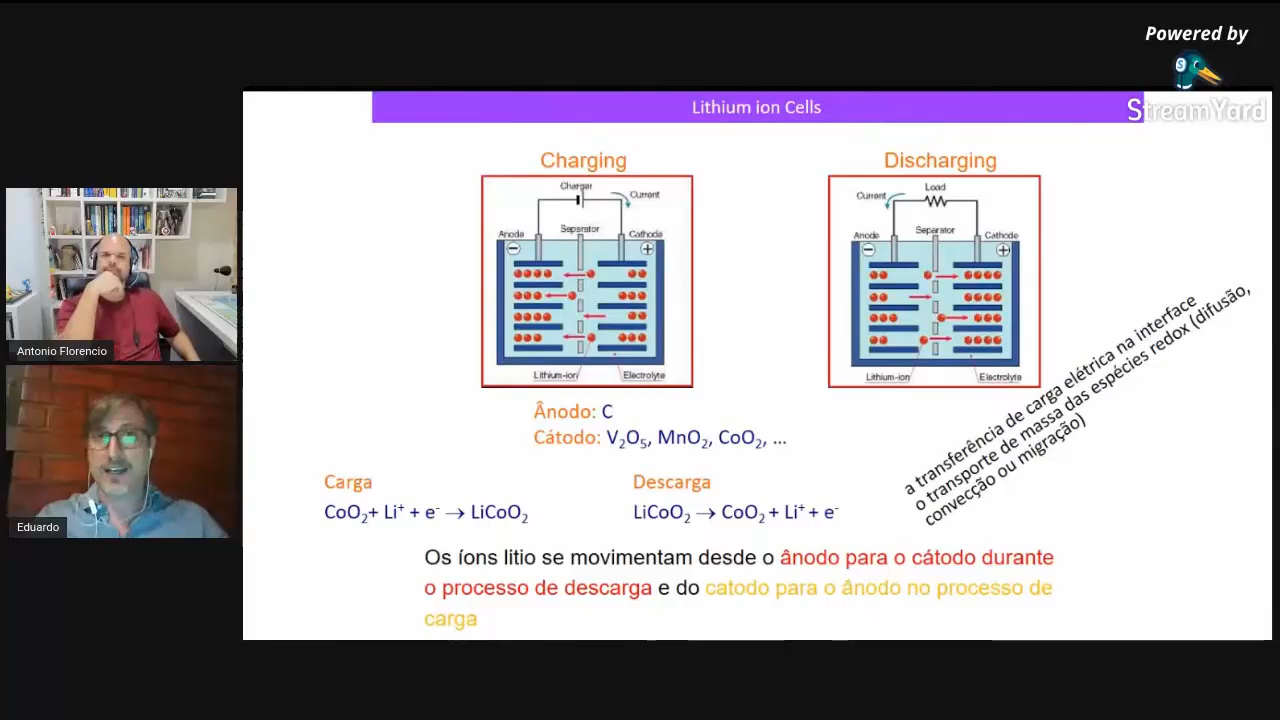 Powered by
S
StreamYard
Lithium ion Cells
Charging
Charger
Current
Anode
Separator
Cathode
Lithium-ion
Electrolyte
Discharging
Load
Current
Anode
Separator
Cathode
Lithium-ion
Electrolyte
Ânodo: C
Cátodo: V₂O₅, MnO₂, CoO₂, ...
Carga
CoO₂+ Li⁺ + e⁻ → LiCoO₂
Descarga
LiCoO₂ → CoO₂ + Li⁺ + e⁻
a transferência de carga elétrica na interface
o transporte de massa das espécies redox (difusão,
convecção ou migração)
Os íons litio se movimentam desde o ânodo para o cátodo durante
o processo de descarga e do catodo para o ânodo no processo de
carga
Antonio Florencio
Eduardo